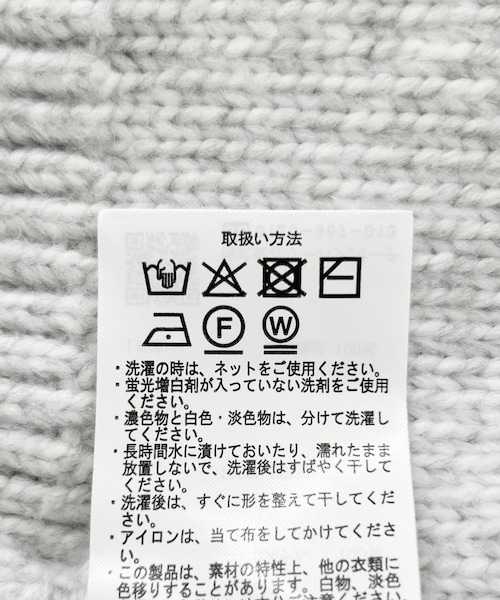 取扱い方法
F W
・洗濯の時は、ネットをご使用ください。
・蛍光増白剤が入っていない洗剤をご使用
ください。
・濃色物と白色・淡色物は、分けて洗濯し
てください。
・長時間水に漬けておいたり、濡れたまま
放置しないで、洗濯後はすばやく干して
ください。
・洗濯後は、すぐに形を整えて干してくださ
い。
・アイロンは、当て布をしてかけてくださ
い。
・この製品は、素材の特性上、他の衣類に
色移りすることがあります。白物、淡色